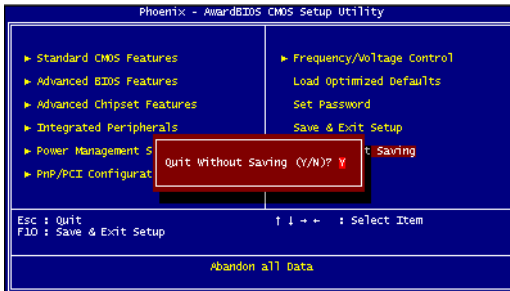 Phoenix - AwardBIOS CMOS Setup Utility
► Standard CMOS Features
► Advanced BIOS Features
► Advanced Chipset Features
► Integrated Peripherals
► Power Management S
► PnP/PCI Configurat
► Frequency/Voltage Control
Load Optimized Defaults
Set Password
Save & Exit Setup
t Saving
Quit Without Saving (Y/N)? Y
Esc : Quit
F10 : Save & Exit Setup
↑ ↓ → ← : Select Item
Abandon all Data